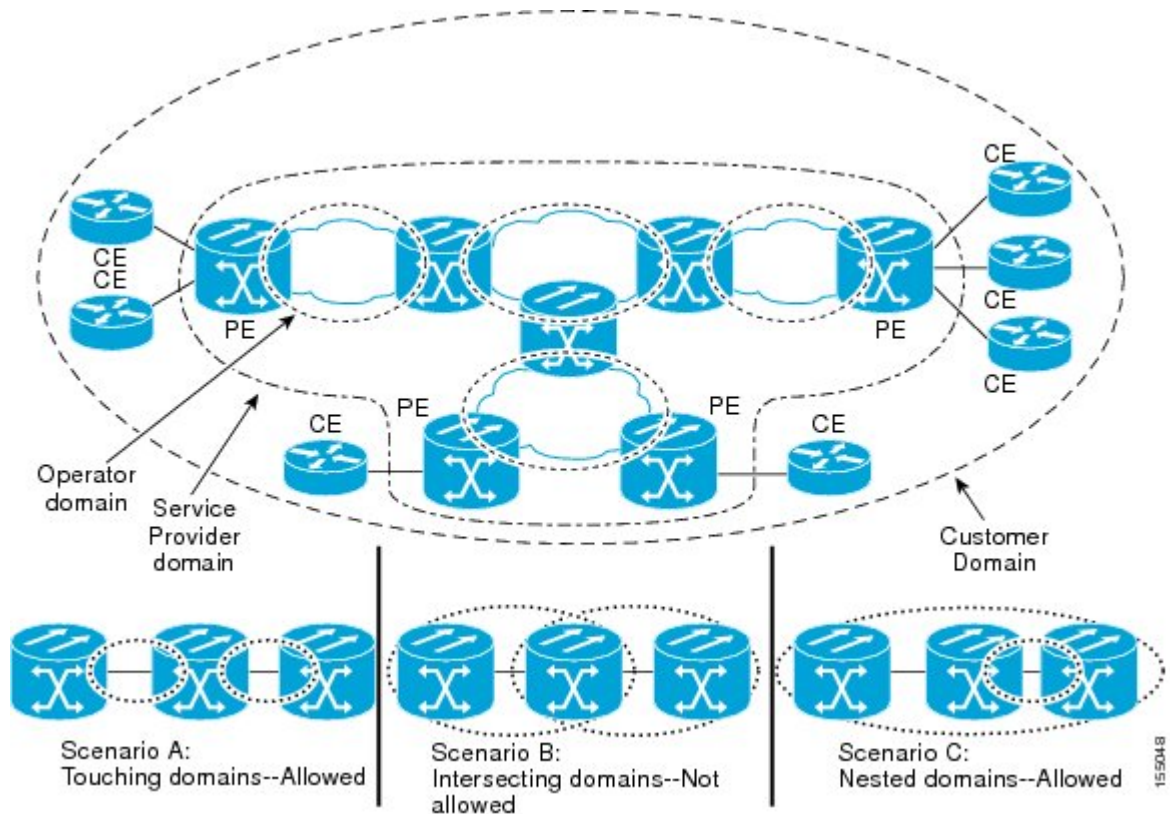 CE
CE
CE
PE
PE
CE
CE
PE
PE
CE
CE
CE
Operator
domain
Service
Provider
domain
Customer
Domain
Scenario A:
Touching domains--Allowed
Scenario B:
Intersecting domains--Not
allowed
Scenario C:
Nested domains--Allowed
155048